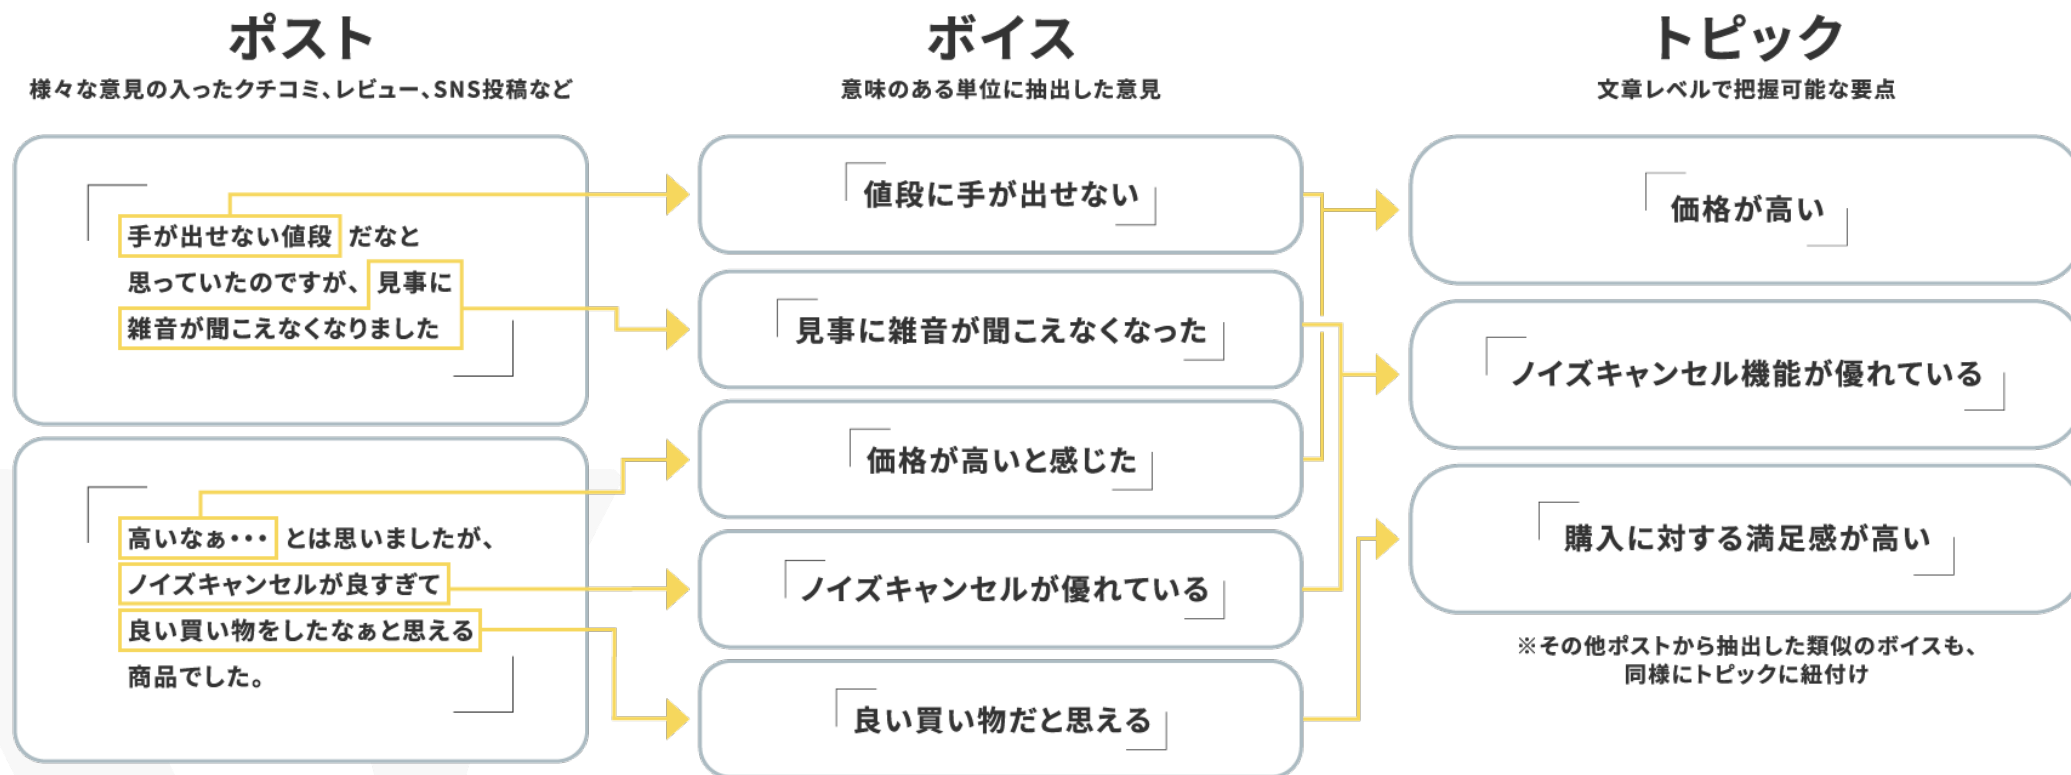 ポスト
様々な意見の入ったクチコミ、レビュー、SNS投稿など
手が出せない値段 だなと
思っていたのですが、見事に
雑音が聞こえなくなりました
高いなぁ・・・ とは思いましたが、
ノイズキャンセルが良すぎて
良い買い物をしたなぁと思える
商品でした。
ボイス
意味のある単位に抽出した意見
値段に手が出せない
見事に雑音が聞こえなくなった
価格が高いと感じた
ノイズキャンセルが優れている
良い買い物だと思える
トピック
文章レベルで把握可能な要点
価格が高い
ノイズキャンセル機能が優れている
購入に対する満足感が高い
※その他ポストから抽出した類似のボイスも、
同様にトピックに紐付け